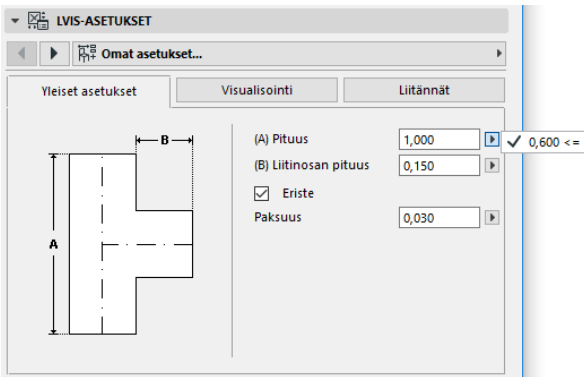 LVIS-ASETUKSET
Omat asetukset...
Yleiset asetukset
Visualisointi
Liitännät
B
A
(A) Pituus 1,000
0,600 <=
(B) Liitinosan pituus 0,150
Eriste
Paksuus 0,030